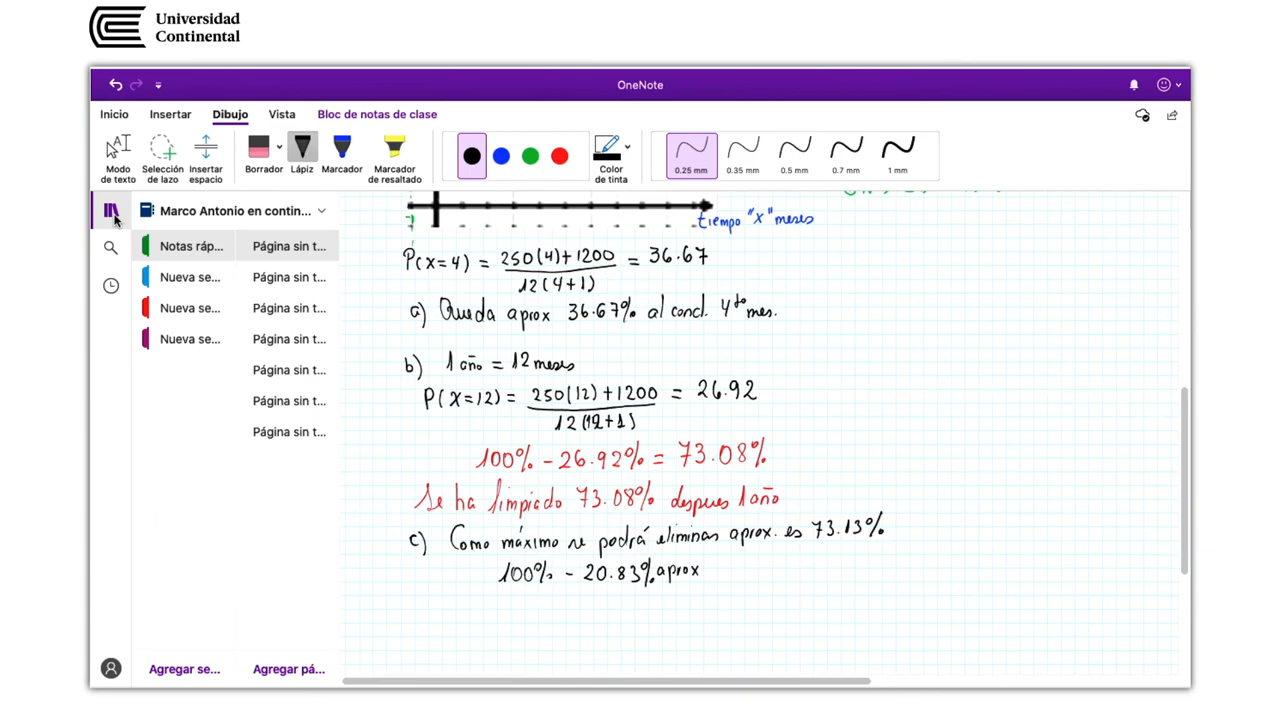 Universidad
Continental
OneNote
Inicio Insertar Dibujo Vista Bloc de notas de clase
Modo de texto Selección de lazo Insertar espacio Borrador Lápiz Marcador Marcador de resaltado Color de tinta 0.25 mm 0.35 mm 0.5 mm 0.7 mm 1 mm
Marco Antonio en contin...
Notas ráp... Página sin t...
Nueva se... Página sin t...
Nueva se... Página sin t...
Nueva se... Página sin t...
Página sin t...
Página sin t...
Página sin t...
Agregar se... Agregar pá...
-1
tiempo "x" meses
P(x=4) = 250(4)+1200 / 12(4+1) = 36.67
a) Queda aprox 36.67% al concl. 4to mes.
b) 1 año = 12 meses
P(x=12) = 250(12)+1200 / 12(12+1) = 26.92
100% - 26.92% = 73.08%
Se ha limpiado 73.08% despues 1 año
c) Como máximo se podrá eliminar aprox. es 73.13%
100% - 20.83% aprox